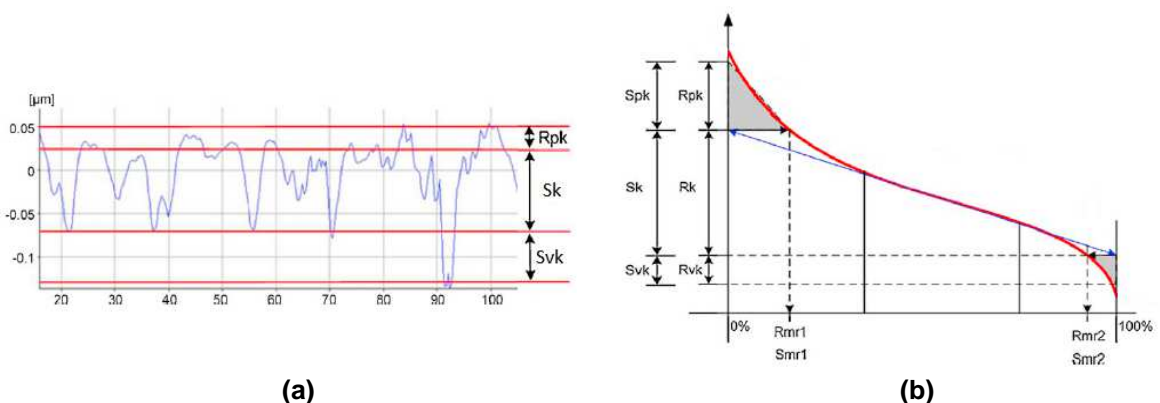 [µm]
0.05
0
-0.05
-0.1
20 30 40 50 60 70 80 90 100
Rpk
Sk
Svk
(a)
Spk Rpk
Sk Rk
Svk Rvk
0% Rmr1 Rmr2 100%
Smr1 Smr2
(b)